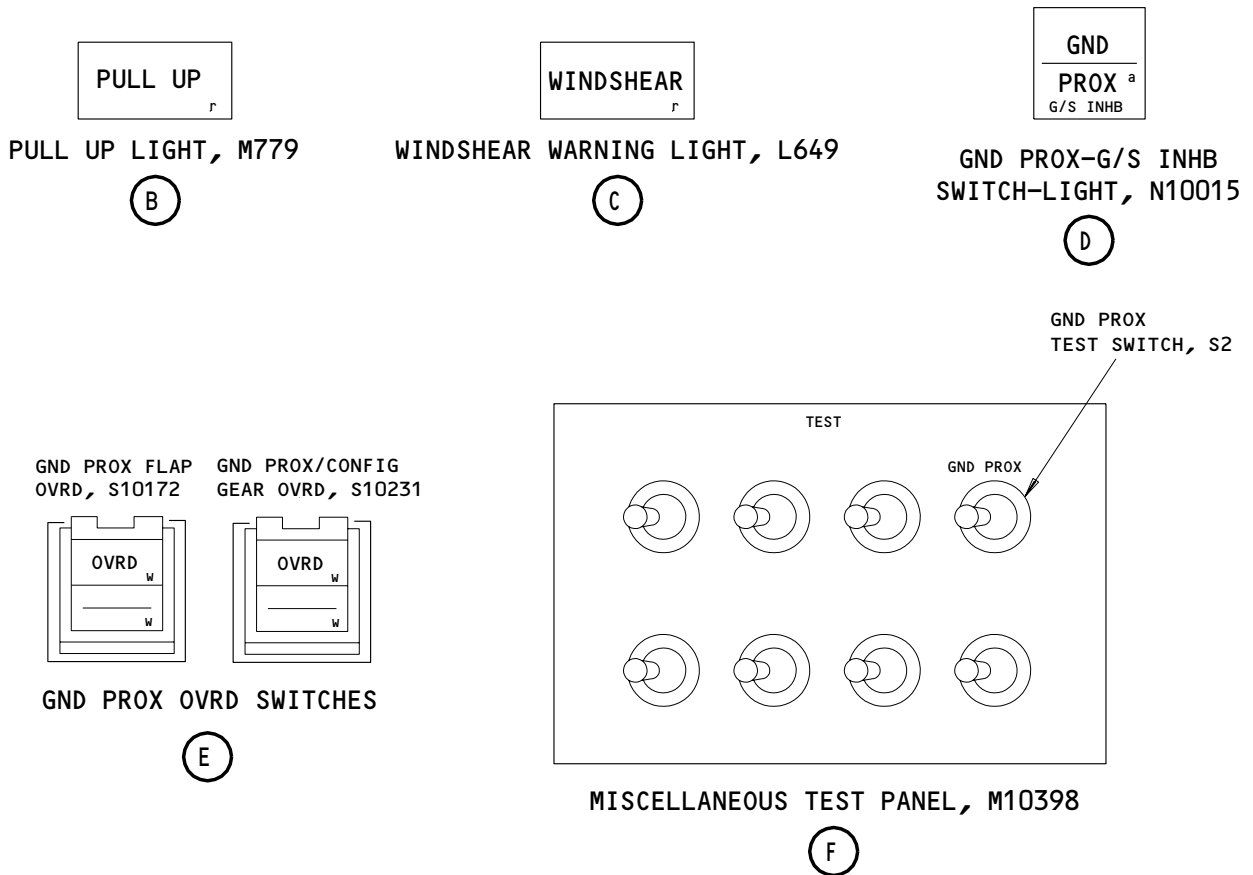 PULL UP
r
PULL UP LIGHT, M779
B
WINDSHEAR
r
WINDSHEAR WARNING LIGHT, L649
C
GND
PROX a
G/S INHB
GND PROX-G/S INHB
SWITCH-LIGHT, N10015
D
GND PROX FLAP
OVRD, S10172
GND PROX/CONFIG
GEAR OVRD, S10231
OVRD W
W
OVRD W
W
GND PROX OVRD SWITCHES
E
GND PROX
TEST SWITCH, S2
TEST
GND PROX
MISCELLANEOUS TEST PANEL, M10398
F